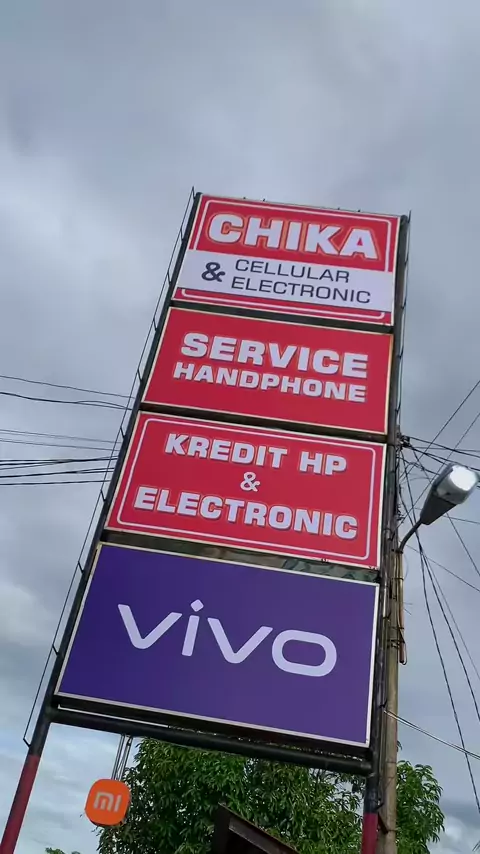 CHIKA
& CELLULAR
ELECTRONIC
SERVICE
HANDPHONE
KREDIT HP
&
ELECTRONIC
vivo
mi